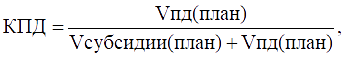 КПД = Vпд(план) / Vсубсидии(план) + Vпд(план) ,